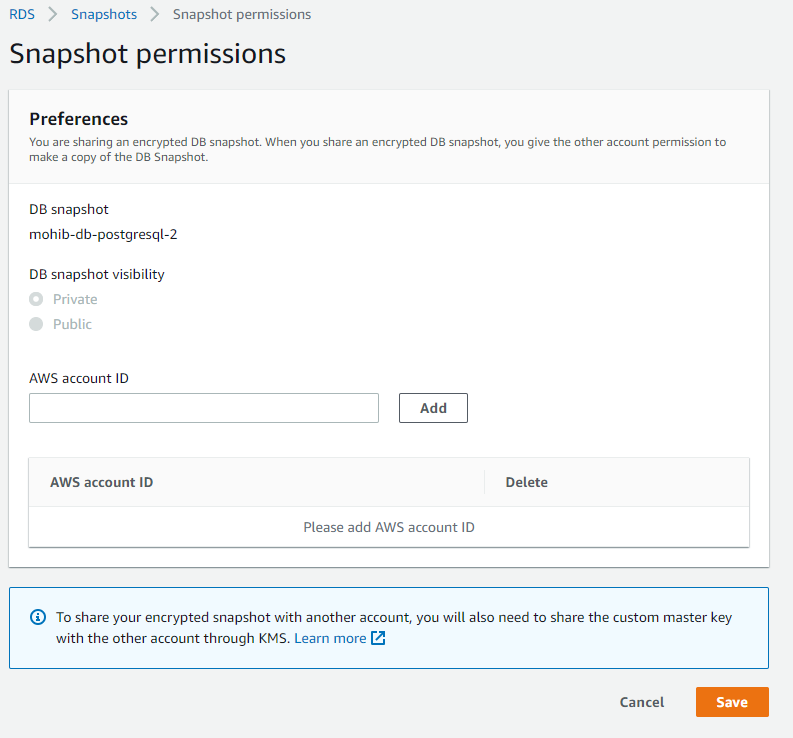 RDS > Snapshots > Snapshot permissions
Snapshot permissions
Preferences
You are sharing an encrypted DB snapshot. When you share an encrypted DB snapshot, you give the other account permission to
make a copy of the DB Snapshot.
DB snapshot
mohib-db-postgresql-2
DB snapshot visibility
Private
Public
AWS account ID
Add
AWS account ID Delete
Please add AWS account ID
To share your encrypted snapshot with another account, you will also need to share the custom master key
with the other account through KMS. Learn more
Cancel Save